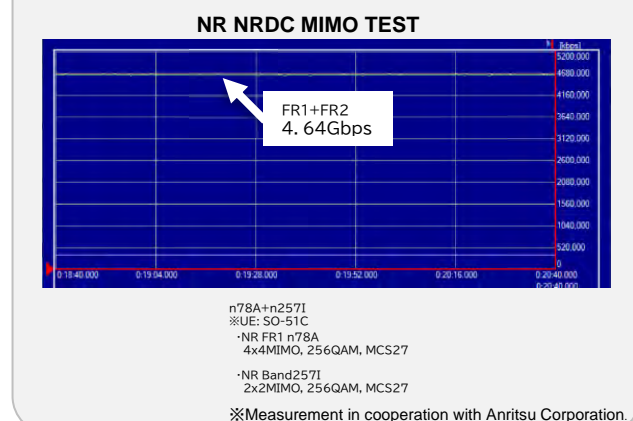 NR NRDC MIMO TEST
[kbps]
5200.000
4680.000
4160.000
3640.000
3120.000
2600.000
2080.000
1560.000
1040.000
520.000
0
FR1+FR2
4.64Gbps
0:18:40.000 0:19:04.000 0:19:28.000 0:19:52.000 0:20:16.000 0:20:40.000
0:20:40.000
n78A+n257I
※UE: SO-51C
・NR FR1 n78A
4x4MIMO, 256QAM, MCS27
・NR Band257I
2x2MIMO, 256QAM, MCS27
※Measurement in cooperation with Anritsu Corporation.